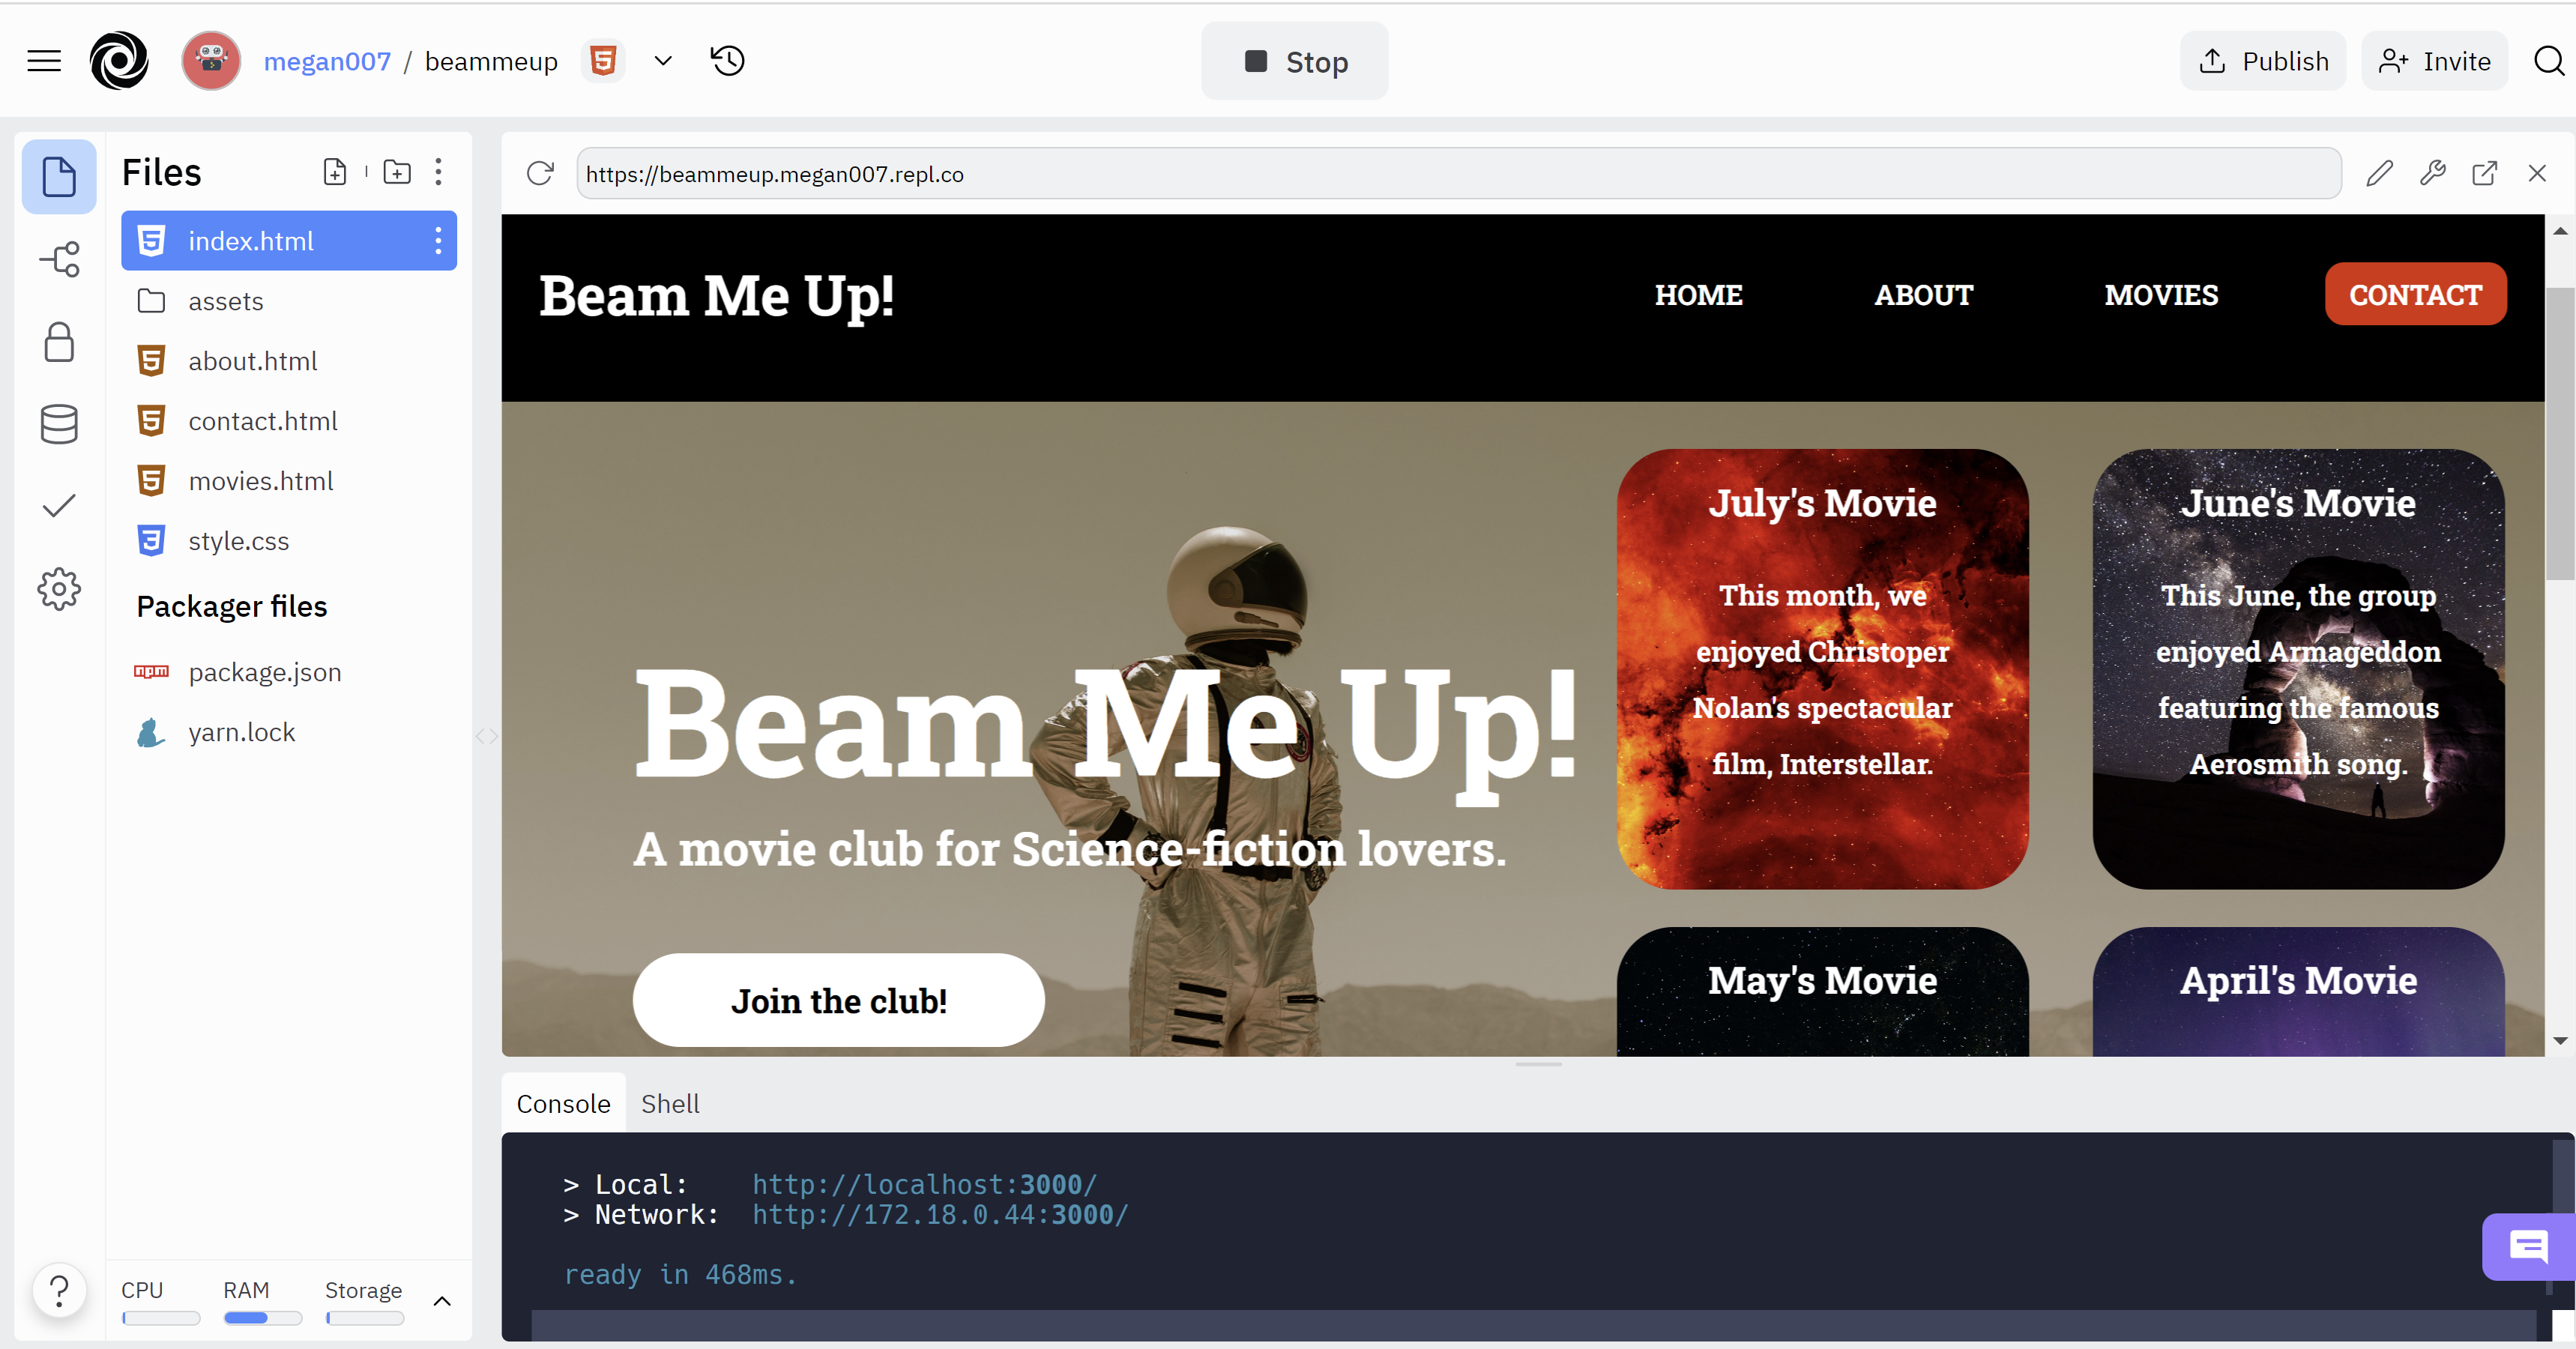 megan007 / beammeup
Stop
Publish
Invite
Files
index.html
assets
about.html
contact.html
movies.html
style.css
Packager files
package.json
yarn.lock
CPU
RAM
Storage
https://beammeup.megan007.repl.co
Beam Me Up!
HOME
ABOUT
MOVIES
CONTACT
Beam Me Up!
A movie club for Science-fiction lovers.
Join the club!
July's Movie
This month, we
enjoyed Christoper
Nolan's spectacular
film, Interstellar.
June's Movie
This June, the group
enjoyed Armageddon
featuring the famous
Aerosmith song.
May's Movie
April's Movie
Console
Shell
> Local: http://localhost:3000/
> Network: http://172.18.0.44:3000/
ready in 468ms.